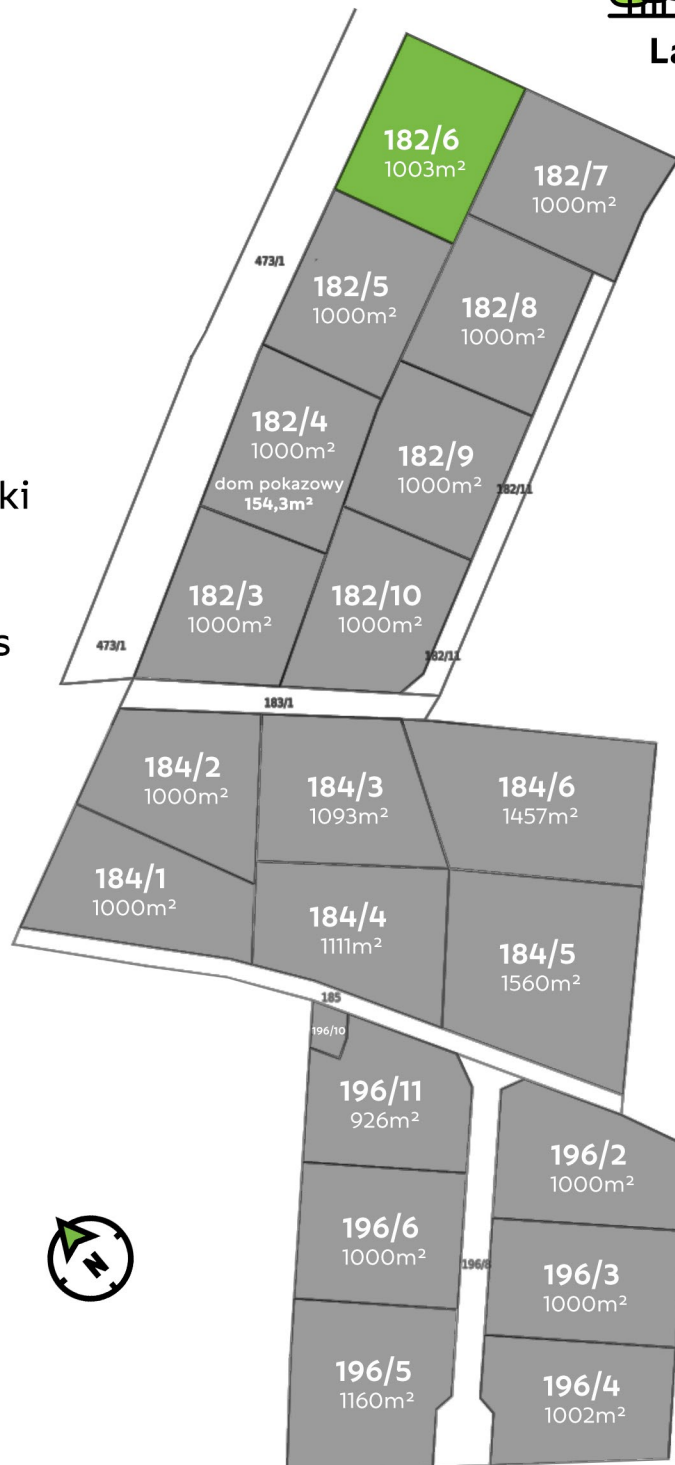 La
182/6
1003m²
182/7
1000m²
473/1
182/5
1000m²
182/8
1000m²
182/4
1000m²
dom pokazowy
154,3m²
182/9
1000m²
ki
182/11
182/3
1000m²
182/10
1000m²
s
473/1
182/11
183/1
184/2
1000m²
184/3
1093m²
184/6
1457m²
184/1
1000m²
184/4
1111m²
184/5
1560m²
185
196/10
196/11
926m²
196/2
1000m²
196/6
1000m²
196/8
196/3
1000m²
N
196/5
1160m²
196/4
1002m²